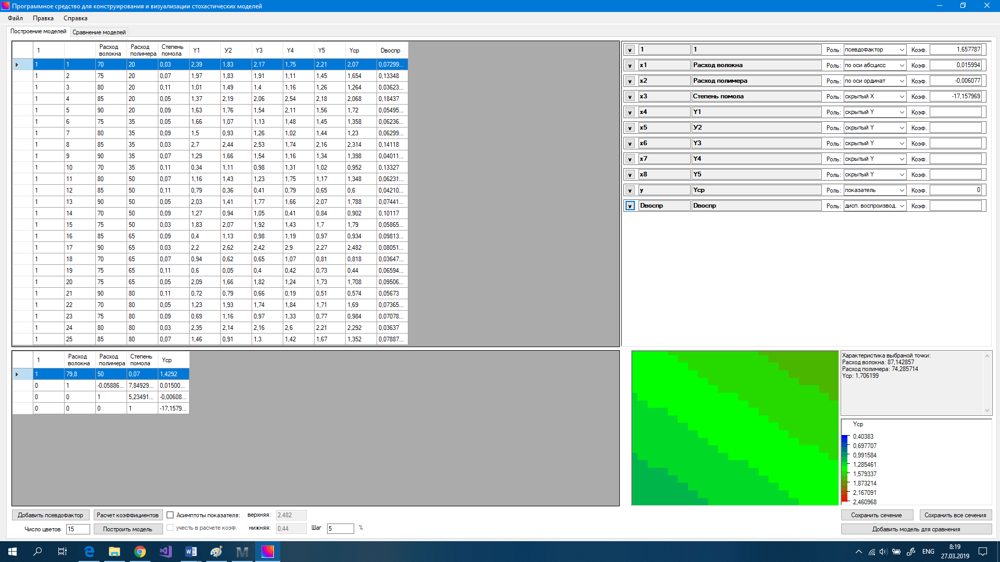 Программное средство для конструирования и визуализации стохастических моделей
Файл Правка Справка
Построение моделей Сравнение моделей
1 Расход волокна Расход полимера Степень помола Y1 У2 Y3 Y4 Y5 Yср Dвоспр
1 1 70 20 0,03 2,39 1,83 2,17 1,75 2,21 2,07 0,07299...
1 2 75 20 0,07 1,97 1,83 1,91 1,11 1,45 1,654 0,13348
1 3 80 20 0,11 1,01 1,49 1,4 1,16 1,26 1,264 0,03623...
1 4 85 20 0,05 1,37 2,19 2,06 2,54 2,18 2,068 0,18437
1 5 90 20 0,09 1,63 1,76 1,54 2,11 1,56 1,72 0,05495...
1 6 75 35 0,05 1,66 1,07 1,13 1,48 1,45 1,358 0,06236...
1 7 80 35 0,09 1,5 0,93 1,26 1,02 1,44 1,23 0,06299...
1 8 85 35 0,03 2,7 2,44 2,53 1,74 2,16 2,314 0,14118
1 9 90 35 0,07 1,29 1,66 1,54 1,16 1,34 1,398 0,04011...
1 10 70 35 0,11 0,34 1,11 0,98 1,31 1,02 0,952 0,13327
1 11 80 50 0,07 1,16 1,43 1,23 1,75 1,17 1,348 0,06231...
1 12 85 50 0,11 0,79 0,36 0,41 0,79 0,65 0,6 0,04210...
1 13 90 50 0,05 2,03 1,41 1,77 1,66 2,07 1,788 0,07441...
1 14 70 50 0,09 1,27 0,94 1,05 0,41 0,84 0,902 0,10117
1 15 75 50 0,03 1,83 2,07 1,92 1,43 1,7 1,79 0,05865...
1 16 85 65 0,09 0,4 1,13 0,98 1,19 0,97 0,934 0,09813...
1 17 90 65 0,03 2,2 2,62 2,42 2,9 2,27 2,482 0,08051...
1 18 70 65 0,07 0,94 0,62 0,65 1,07 0,81 0,818 0,03647...
1 19 75 65 0,11 0,6 0,05 0,4 0,42 0,73 0,44 0,06594...
1 20 75 65 0,05 2,09 1,66 1,82 1,24 1,73 1,708 0,09506...
1 21 90 80 0,11 0,72 0,79 0,66 0,19 0,51 0,574 0,05673
1 22 70 80 0,05 1,23 1,93 1,74 1,84 1,71 1,69 0,07365...
1 23 75 80 0,09 0,69 1,16 0,97 1,33 0,77 0,984 0,07078...
1 24 80 80 0,03 2,35 2,14 2,16 2,6 2,21 2,292 0,03637
1 25 85 80 0,07 1,46 0,91 1,3 1,42 1,67 1,352 0,07887...
v 1 1 Роль: псевдофактор Коэф. 1,657787
v x1 Расход волокна Роль: по оси абсцисс Коэф. 0,015994
v x2 Расход полимера Роль: по оси ординат Коэф. -0,006077
v x3 Степень помола Роль: скрытый X Коэф. -17,157969
v x4 Y1 Роль: скрытый Y Коэф.
v x5 У2 Роль: скрытый Y Коэф.
v x6 Y3 Роль: скрытый Y Коэф.
v x7 Y4 Роль: скрытый Y Коэф.
v x8 Y5 Роль: скрытый Y Коэф.
v y Yср Роль: показатель Коэф. 0
v Dвоспр Dвоспр Роль: дисп. воспроизвод. Коэф.
1 Расход волокна Расход полимера Степень помола Yср
1 79,8 50 0,07 1,4292
0 1 -0,05886... 7,84929... 0,01500...
0 0 1 5,23491... -0,00608...
0 0 0 1 -17,1579...
Характеристика выбраной точки:
Расход волокна: 87,142857
Расход полимера: 74,285714
Yср: 1,706199
Yср
0,40383
0,697707
0,991584
1,285461
1,579337
1,873214
2,167091
2,460968
Добавить псевдофактор Расчет коэффициентов Асимптоты показателя: верхняя: 2,482
Число цветов 15 Построить модель учесть в расчете коэф. нижняя: 0,44 Шаг 5 %
Сохранить сечение Сохранить все сечения
Добавить модель для сравнения
ENG 8:19
27.03.2019